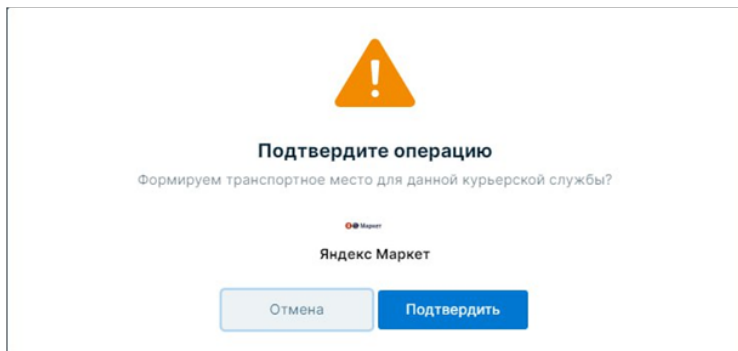 Подтвердите операцию
Формируем транспортное место для данной курьерской службы?
Маркет
Яндекс Маркет
Отмена
Подтвердить